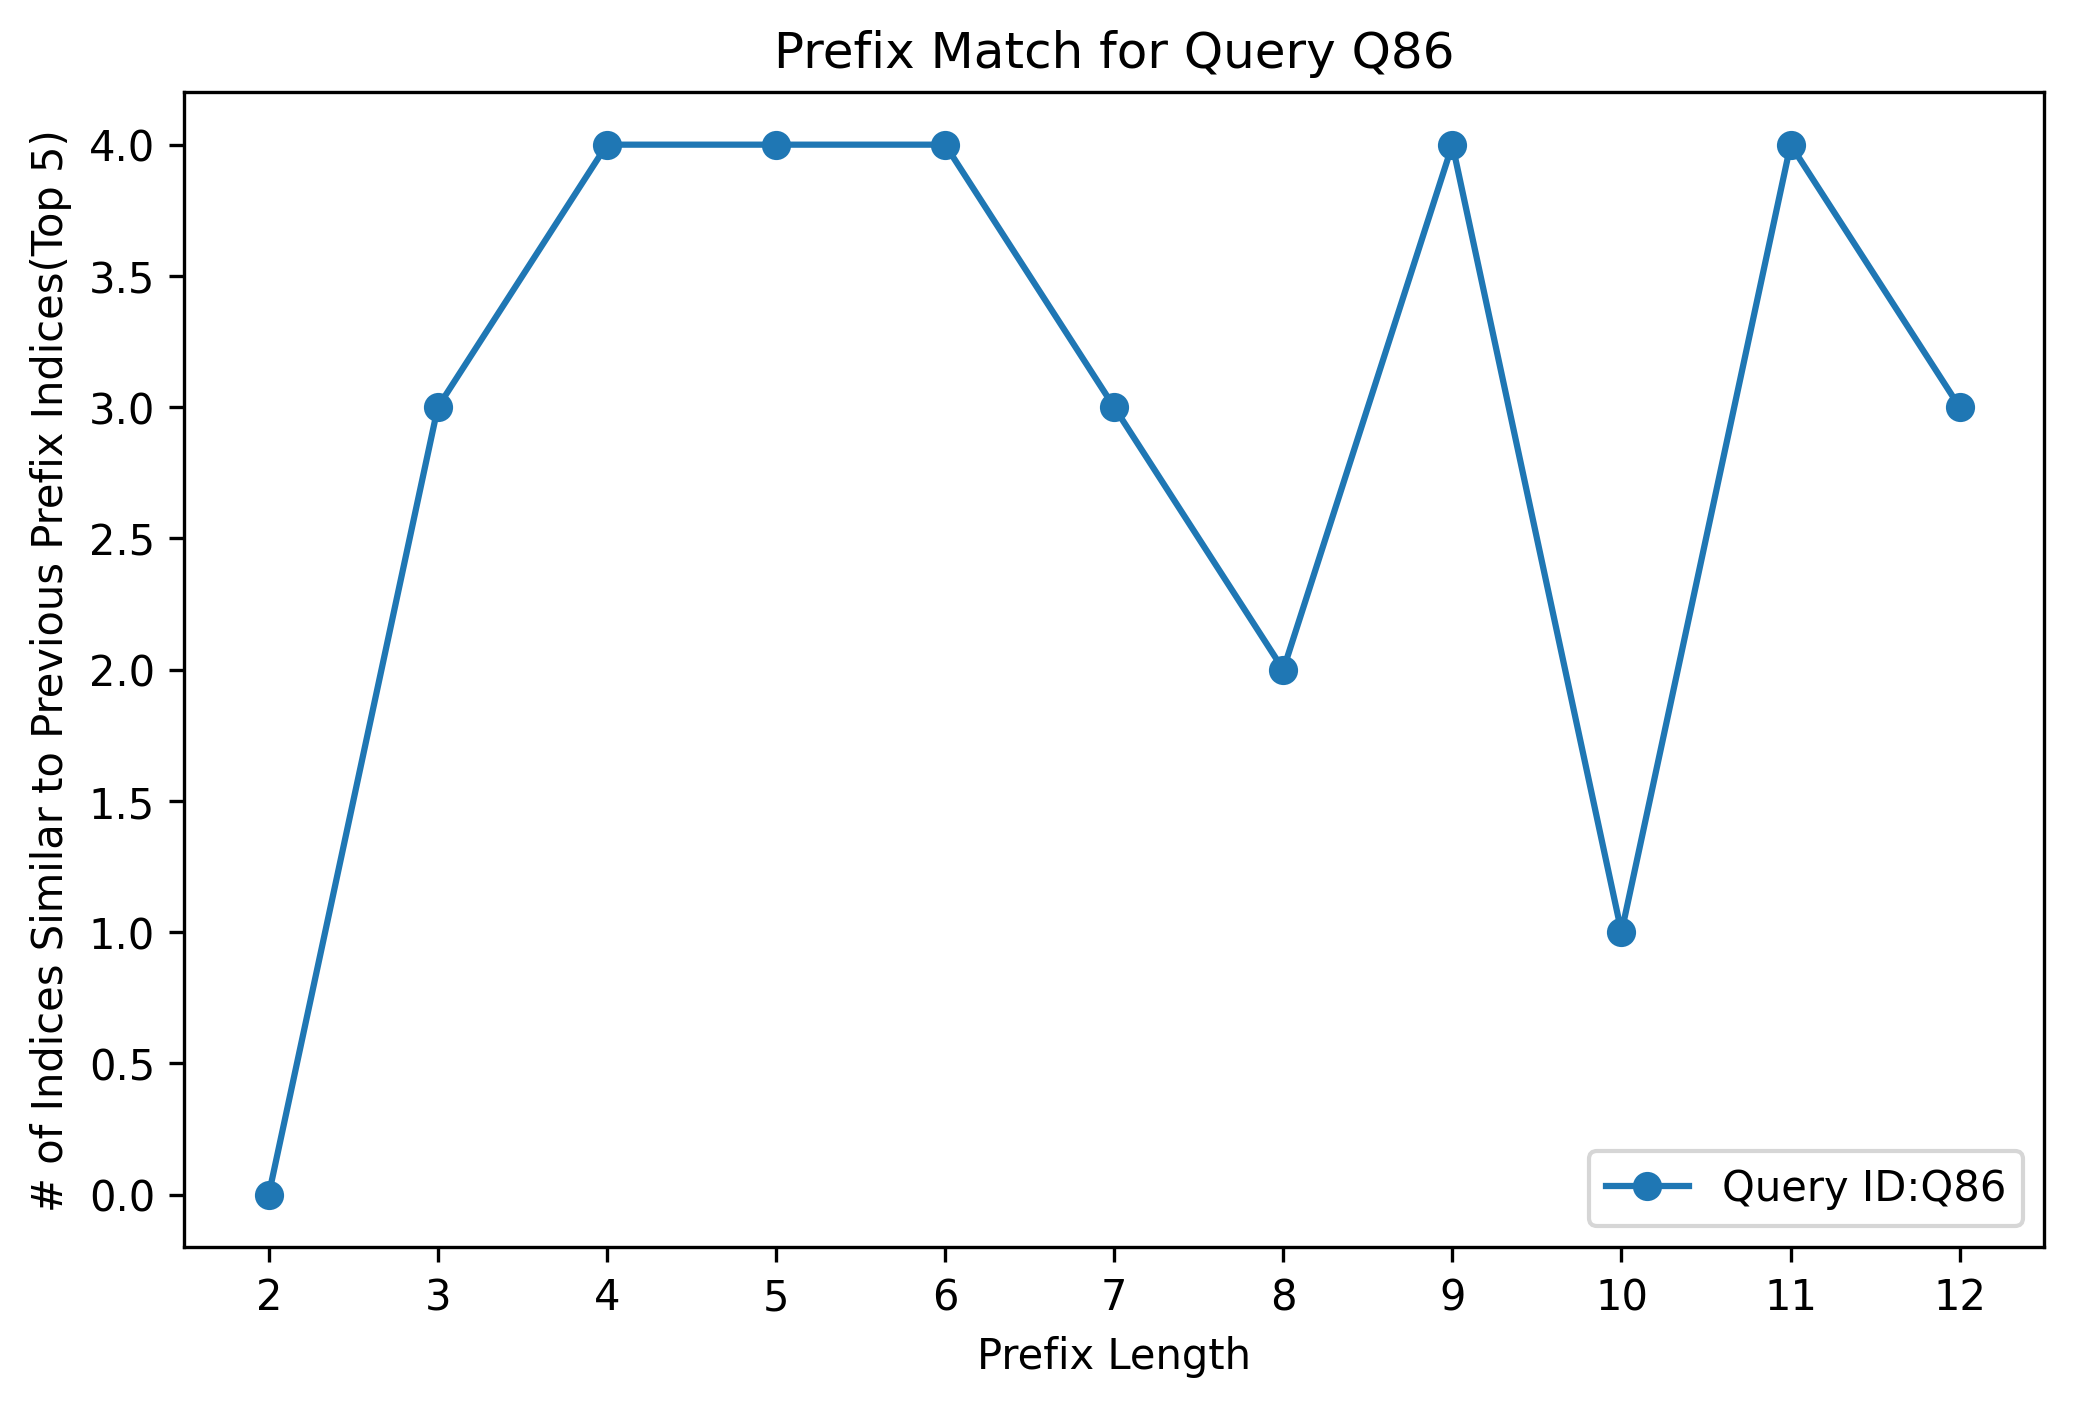 Prefix Match for Query Q86
# of Indices Similar to Previous Prefix Indices(Top 5)
4.0
3.5
3.0
2.5
2.0
1.5
1.0
0.5
0.0
Query ID:Q86
2 3 4 5 6 7 8 9 10 11 12
Prefix Length